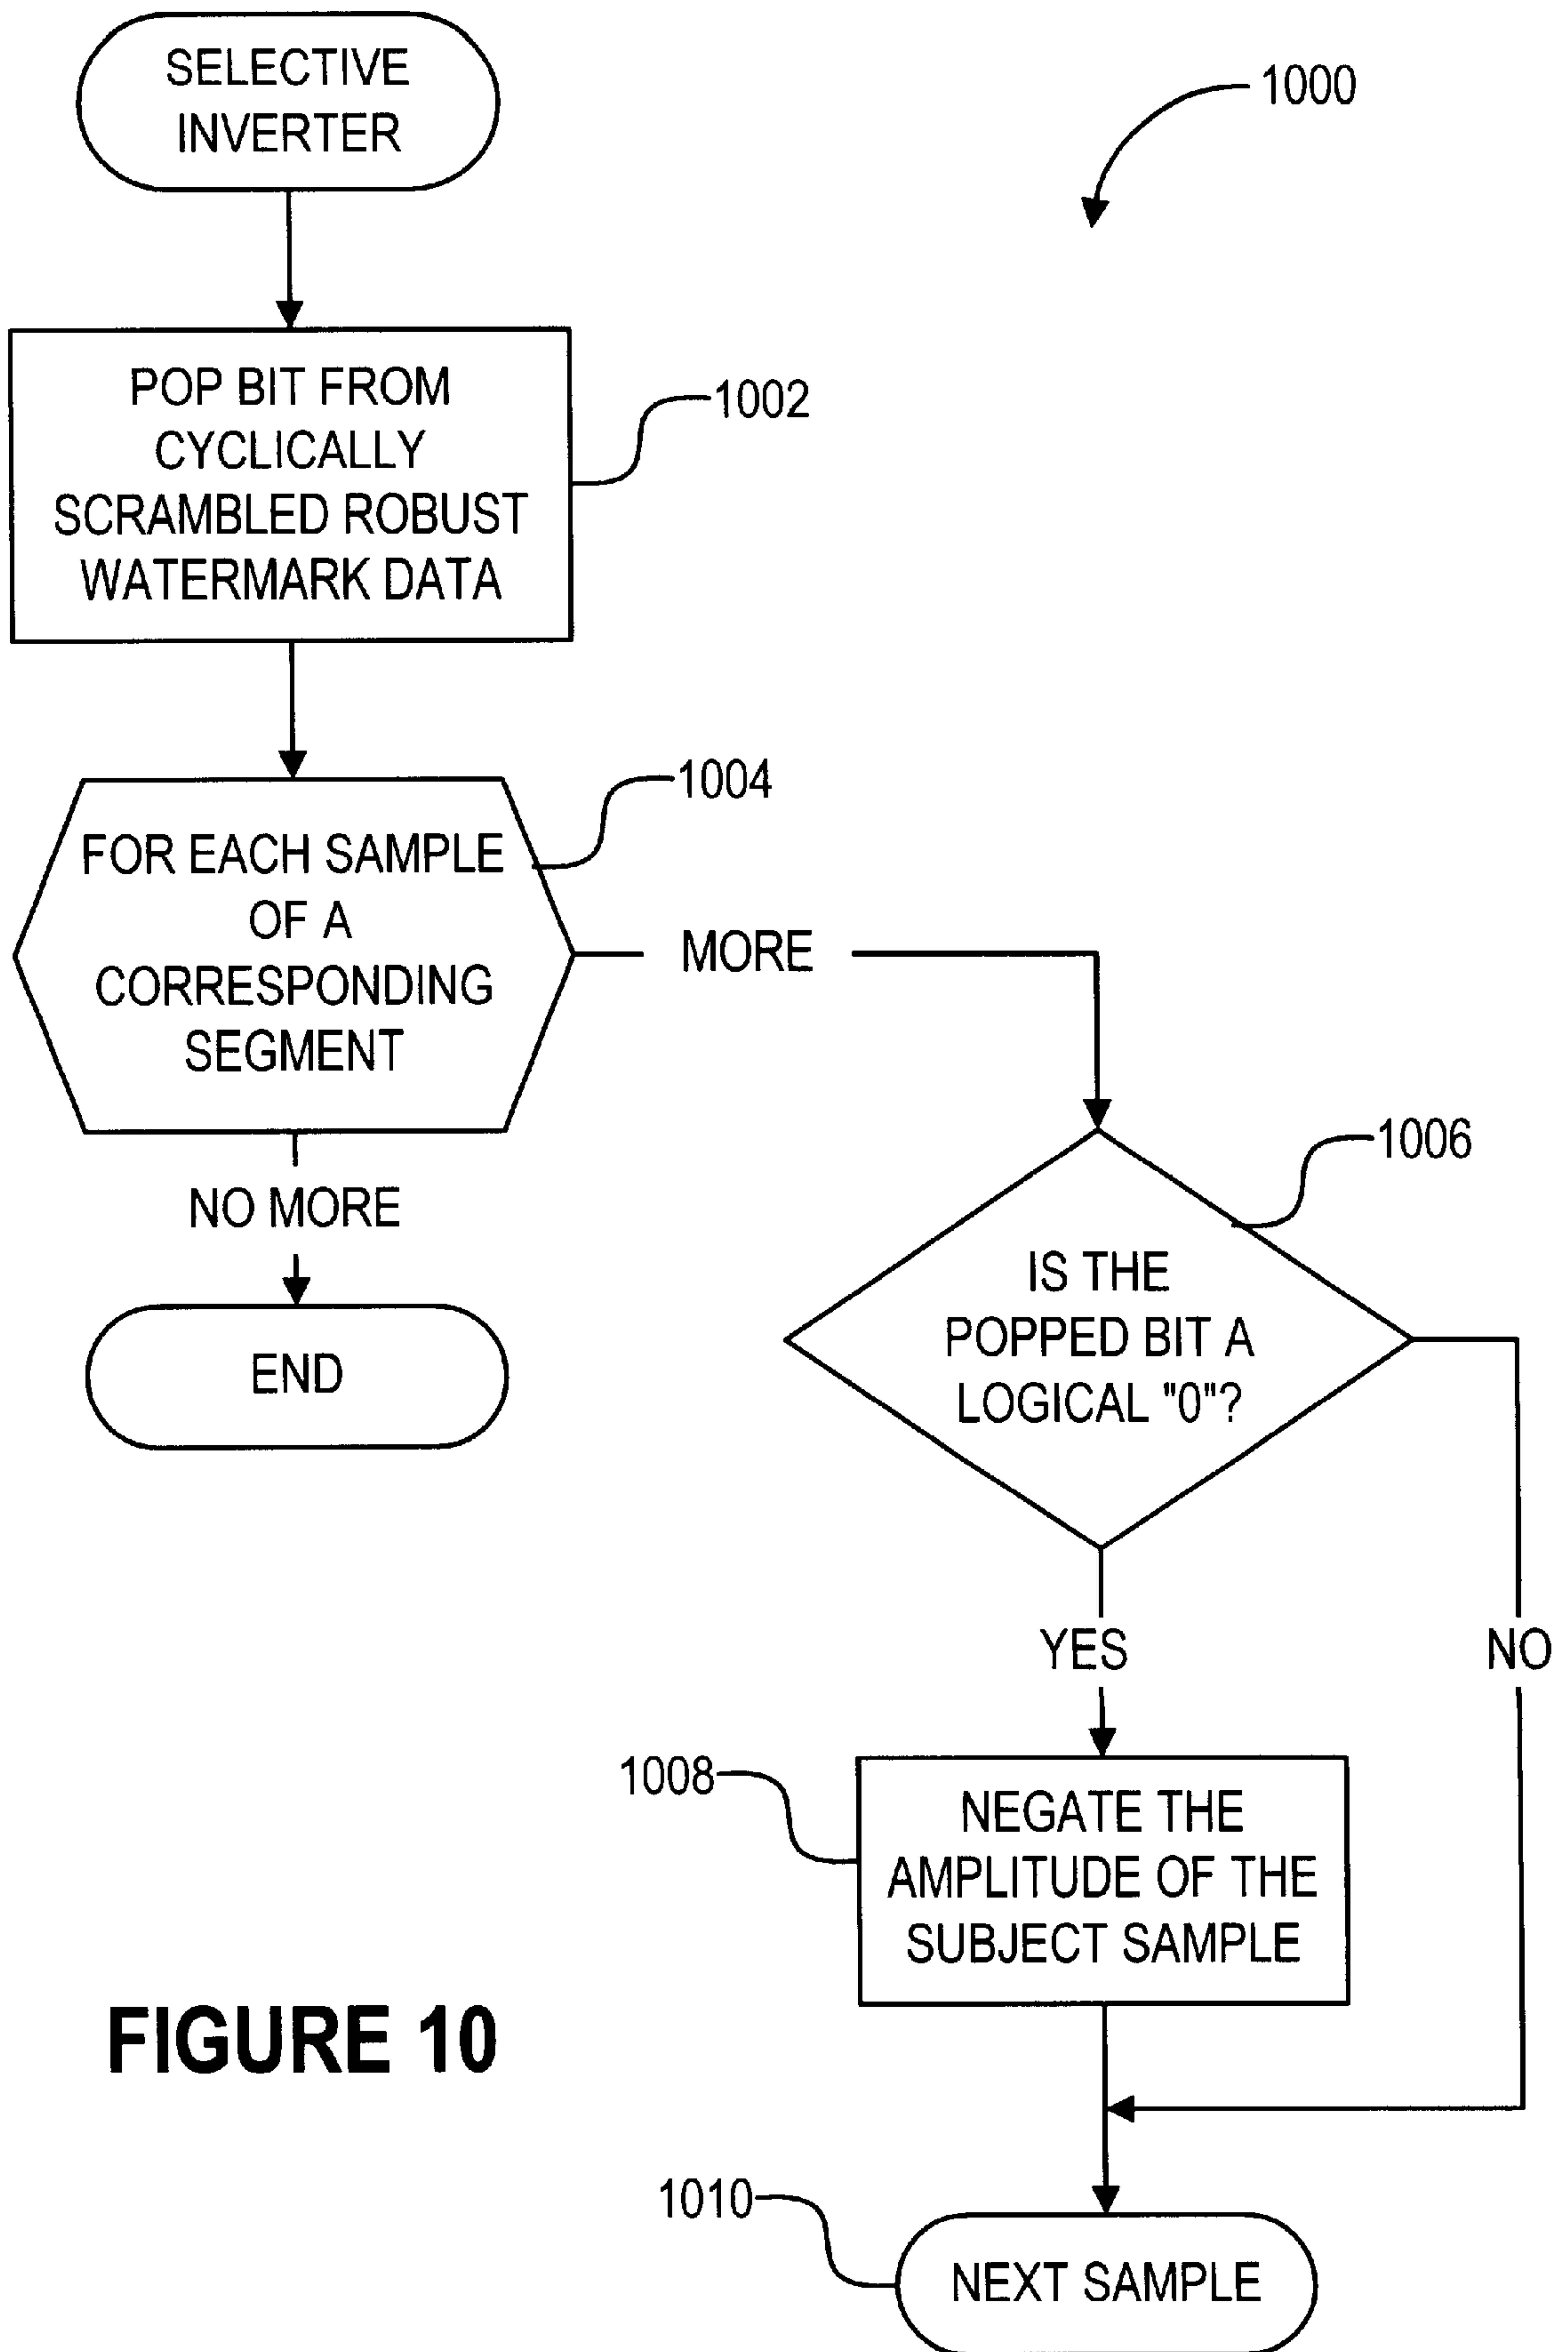 SELECTIVE
INVERTER
1000
POP BIT FROM
CYCLICALLY
SCRAMBLED ROBUST
WATERMARK DATA
1002
1004
FOR EACH SAMPLE
OF A
CORRESPONDING
SEGMENT
MORE
NO MORE
END
1006
IS THE
POPPED BIT A
LOGICAL "0"?
YES
NO
1008
NEGATE THE
AMPLITUDE OF THE
SUBJECT SAMPLE
FIGURE 10
1010
NEXT SAMPLE